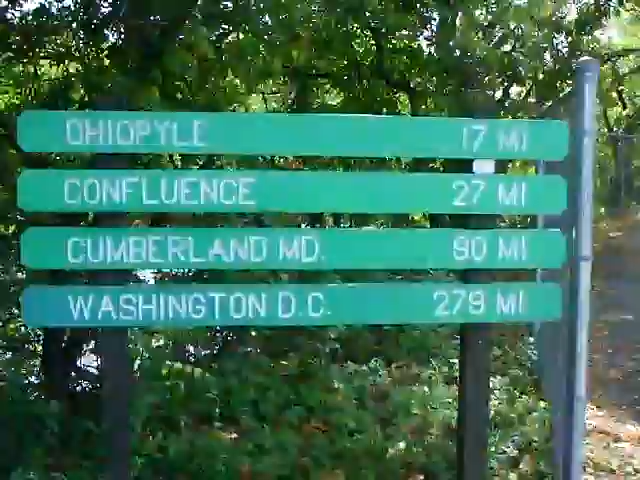 OHIOPYLE 17 MI
CONFLUENCE 27 MI
CUMBERLAND MD. 90 MI
WASHINGTON D.C. 279 MI